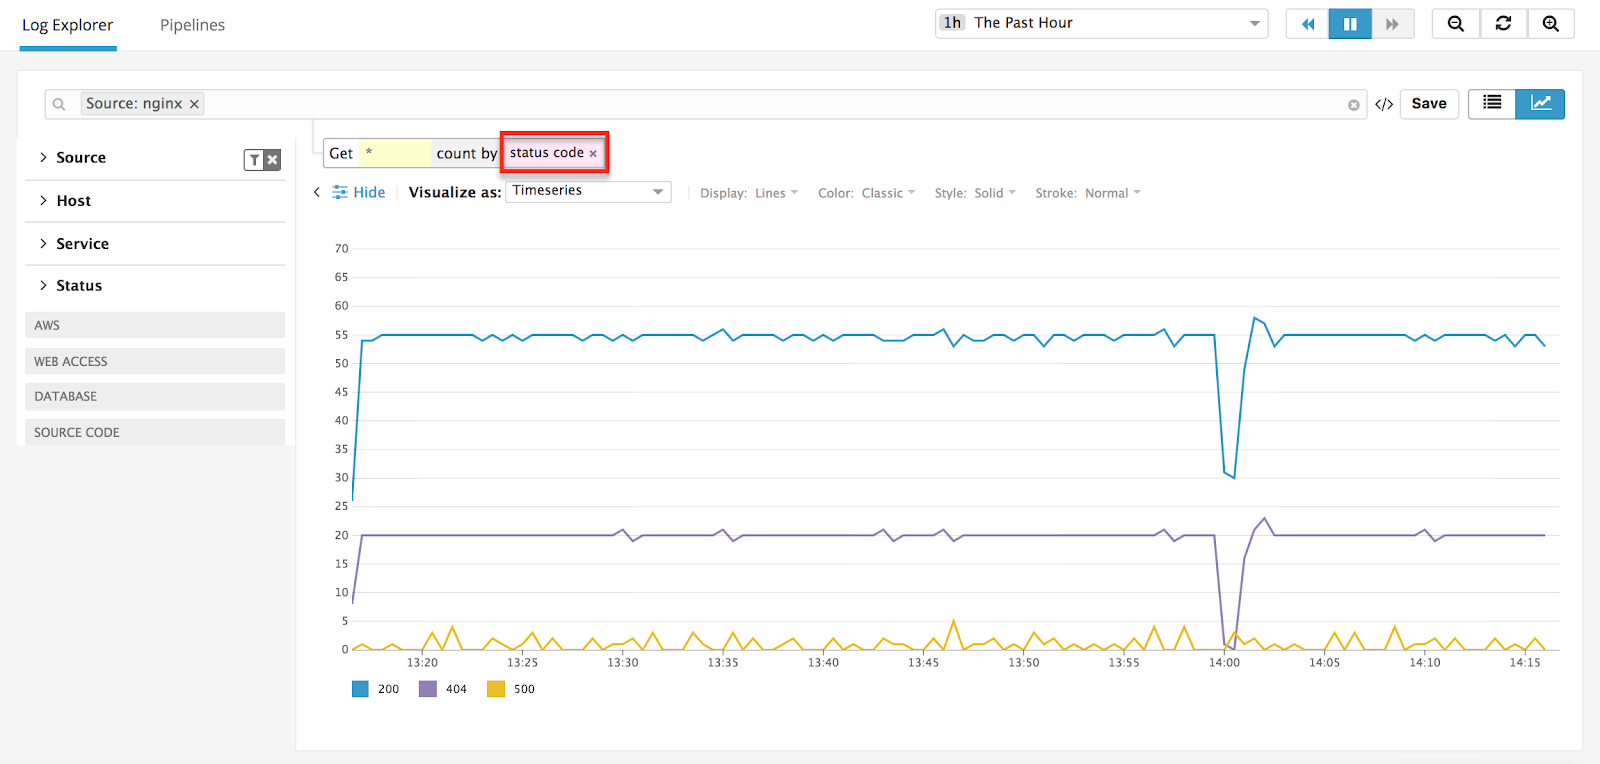 Log Explorer Pipelines 1h The Past Hour
Source: nginx × </> Save
Get * count by status code ×
Hide Visualize as: Timeseries Display: Lines Color: Classic Style: Solid Stroke: Normal
Source
Host
Service
Status
AWS
WEB ACCESS
DATABASE
SOURCE CODE
70
65
60
55
50
45
40
35
30
25
20
15
10
5
0
13:20 13:25 13:30 13:35 13:40 13:45 13:50 13:55 14:00 14:05 14:10 14:15
200 404 500